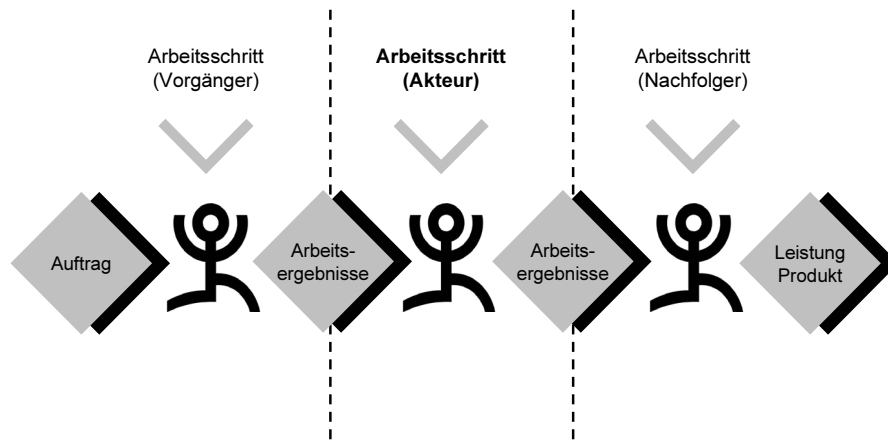 Arbeitsschritt
(Vorgänger)
Arbeitsschritt
(Akteur)
Arbeitsschritt
(Nachfolger)
Auftrag
Arbeits-
ergebnisse
Arbeits-
ergebnisse
Leistung
Produkt